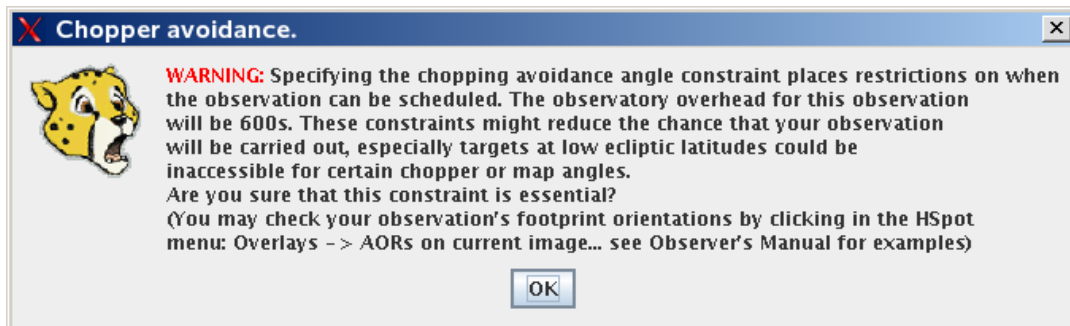 Chopper avoidance.
WARNING: Specifying the chopping avoidance angle constraint places restrictions on when
the observation can be scheduled. The observatory overhead for this observation
will be 600s. These constraints might reduce the chance that your observation
will be carried out, especially targets at low ecliptic latitudes could be
inaccessible for certain chopper or map angles.
Are you sure that this constraint is essential?
(You may check your observation's footprint orientations by clicking in the HSpot
menu: Overlays -> AORs on current image... see Observer's Manual for examples)
OK